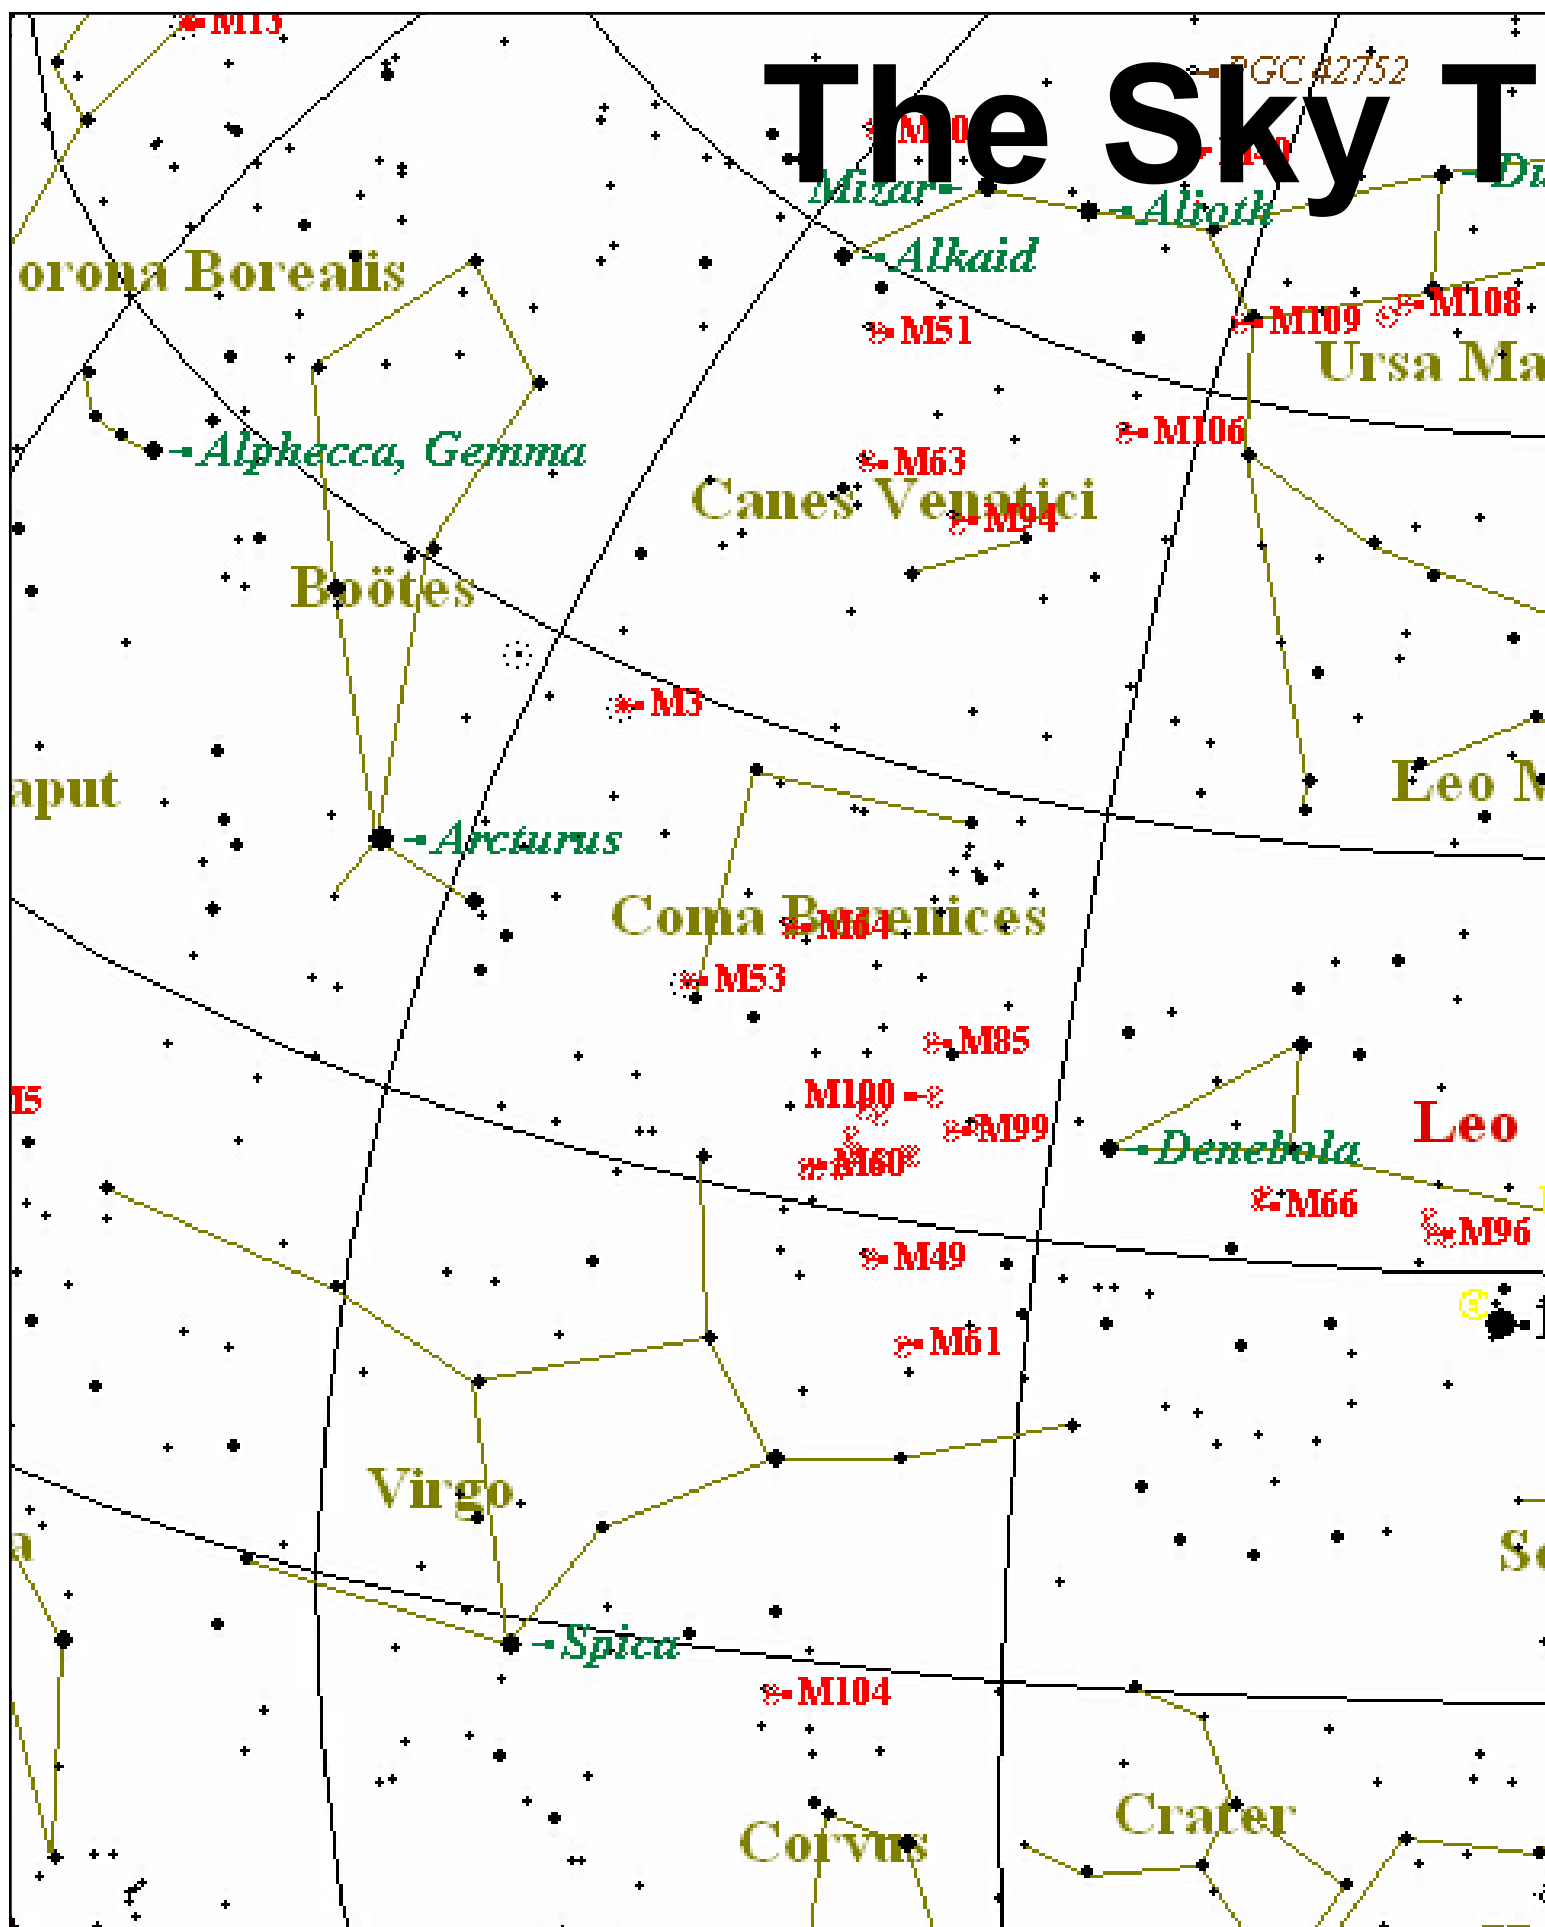 M13
The Sky T
PGC 42752
M40
Mizar
Alioth
Du
Alkaid
orona Borealis
M51
M109
M108
Ursa Ma
Alphecca, Gemma
M106
M63
Canes Venatici
M94
Boötes
M3
aput
Leo M
Arcturus
Coma Berenices
M64
M53
M85
M100
M5
M99
Leo
M60
Denebola
M66
M96
M49
M61
Virgo
a
Spica
M104
Crater
Corvus